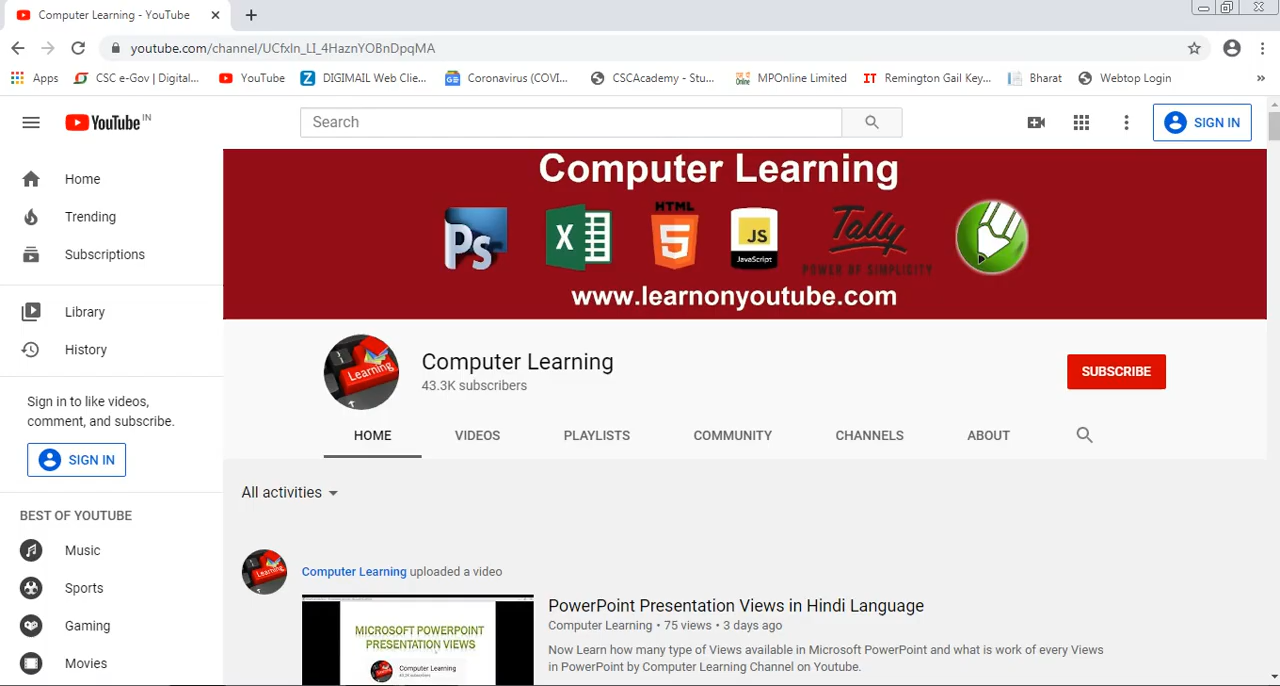 Computer Learning - YouTube
youtube.com/channel/UCfxln_LI_4HaznYOBnDpqMA
Apps CSC e-Gov | Digital... YouTube DIGIMAIL Web Clie... Coronavirus (COVI... CSCAcademy - Stu... MPOnline Limited Remington Gail Key... Bharat Webtop Login »
YouTube IN Search SIGN IN
Home
Trending
Subscriptions
Library
History
Sign in to like videos,
comment, and subscribe.
SIGN IN
BEST OF YOUTUBE
Music
Sports
Gaming
Movies
Computer Learning
Ps X HTML 5 JS JavaScript Tally POWER OF SIMPLICITY
www.learnonyoutube.com
Learning
Computer Learning
43.3K subscribers
SUBSCRIBE
HOME VIDEOS PLAYLISTS COMMUNITY CHANNELS ABOUT
All activities
Learning
Computer Learning uploaded a video
MICROSOFT POWERPOINT
PRESENTATION VIEWS
Computer Learning
PowerPoint Presentation Views in Hindi Language
Computer Learning • 75 views • 3 days ago
Now Learn how many type of Views available in Microsoft PowerPoint and what is work of every Views
in PowerPoint by Computer Learning Channel on Youtube.